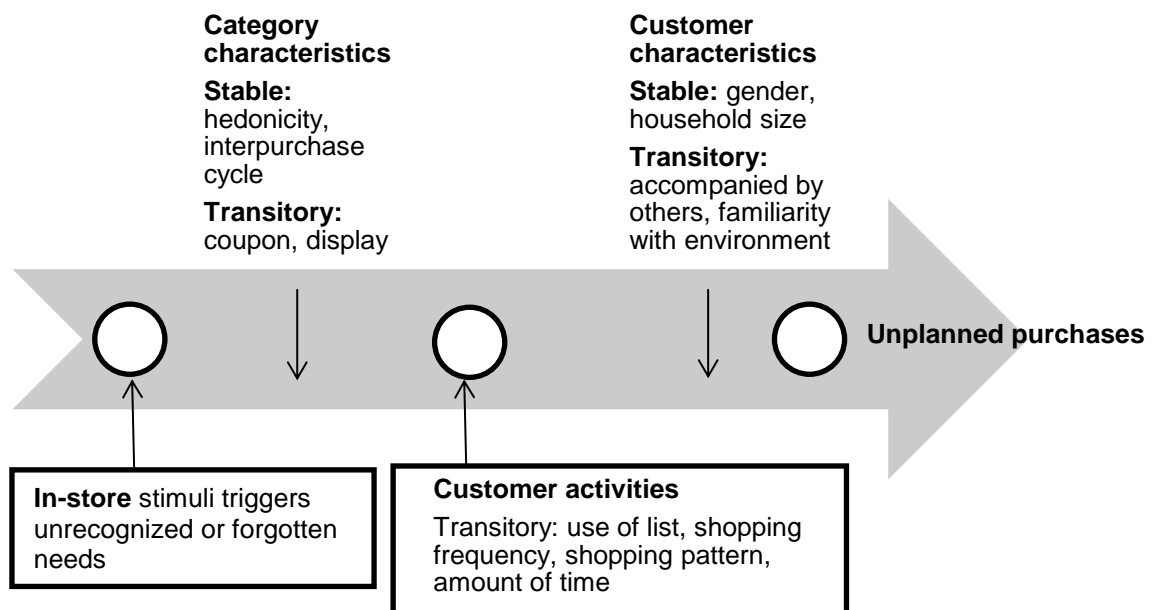 Category
characteristics
Stable:
hedonicity,
interpurchase
cycle
Transitory:
coupon, display
Customer
characteristics
Stable: gender,
household size
Transitory:
accompanied by
others, familiarity
with environment
Unplanned purchases
In-store stimuli triggers
unrecognized or forgotten
needs
Customer activities
Transitory: use of list, shopping
frequency, shopping pattern,
amount of time